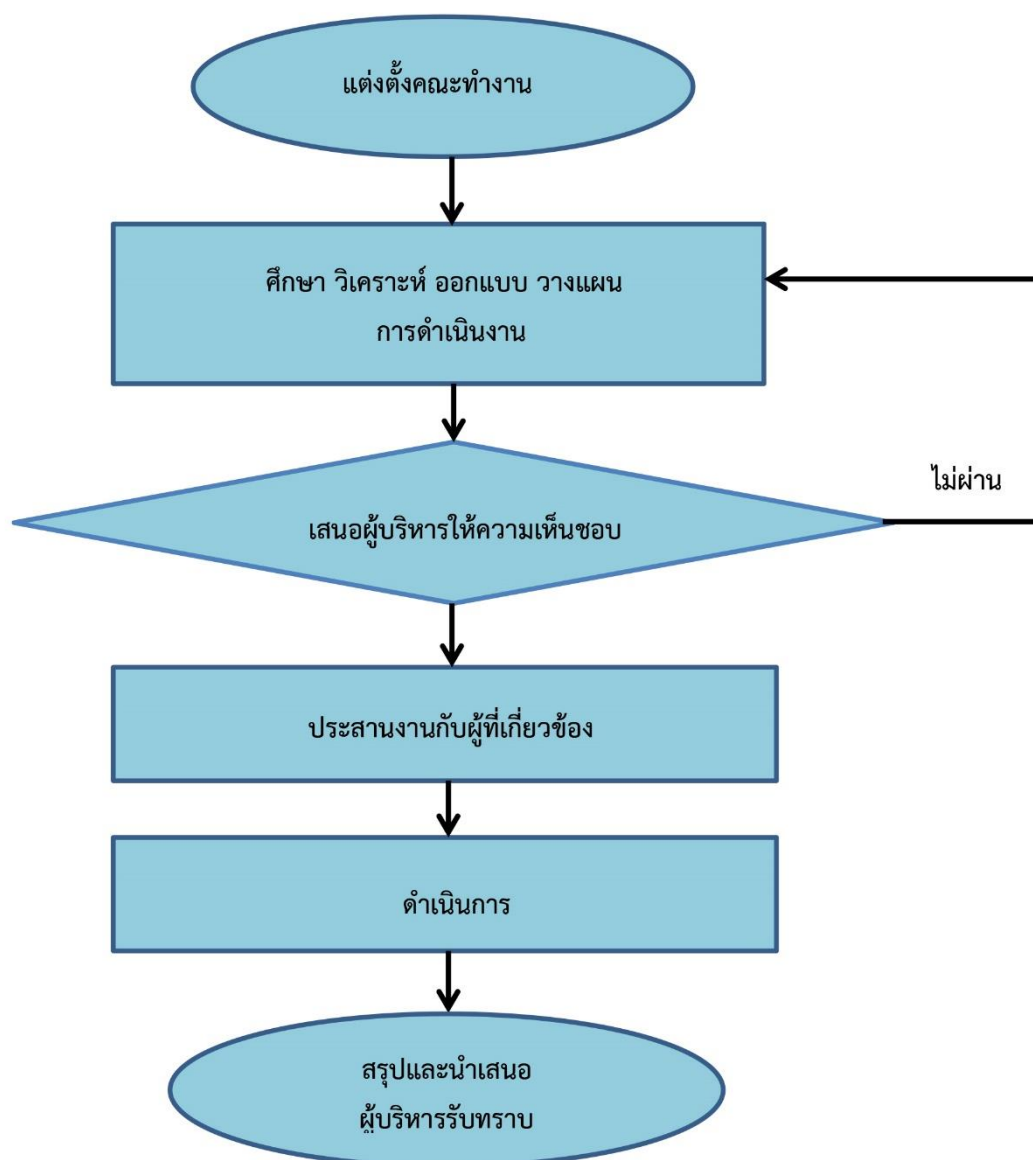 แต่งตั้งคณะทำงาน
ศึกษา วิเคราะห์ ออกแบบ วางแผน
การดำเนินงาน
ไม่ผ่าน
เสนอผู้บริหารให้ความเห็นชอบ
ประสานงานกับผู้ที่เกี่ยวข้อง
ดำเนินการ
สรุปและนำเสนอ
ผู้บริหารรับทราบ